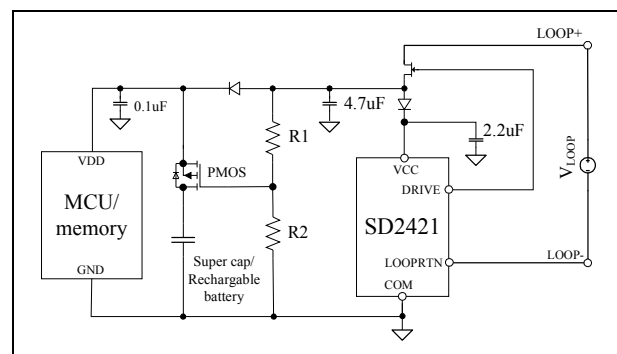 LOOP+
0.1uF
4.7uF
R1
2.2uF
VDD
PMOS
VCC
DRIVE
MCU/
memory
SD2421
VLOOP
R2
LOOPRTN
LOOP-
GND
Super cap/
Rechargable
battery
COM